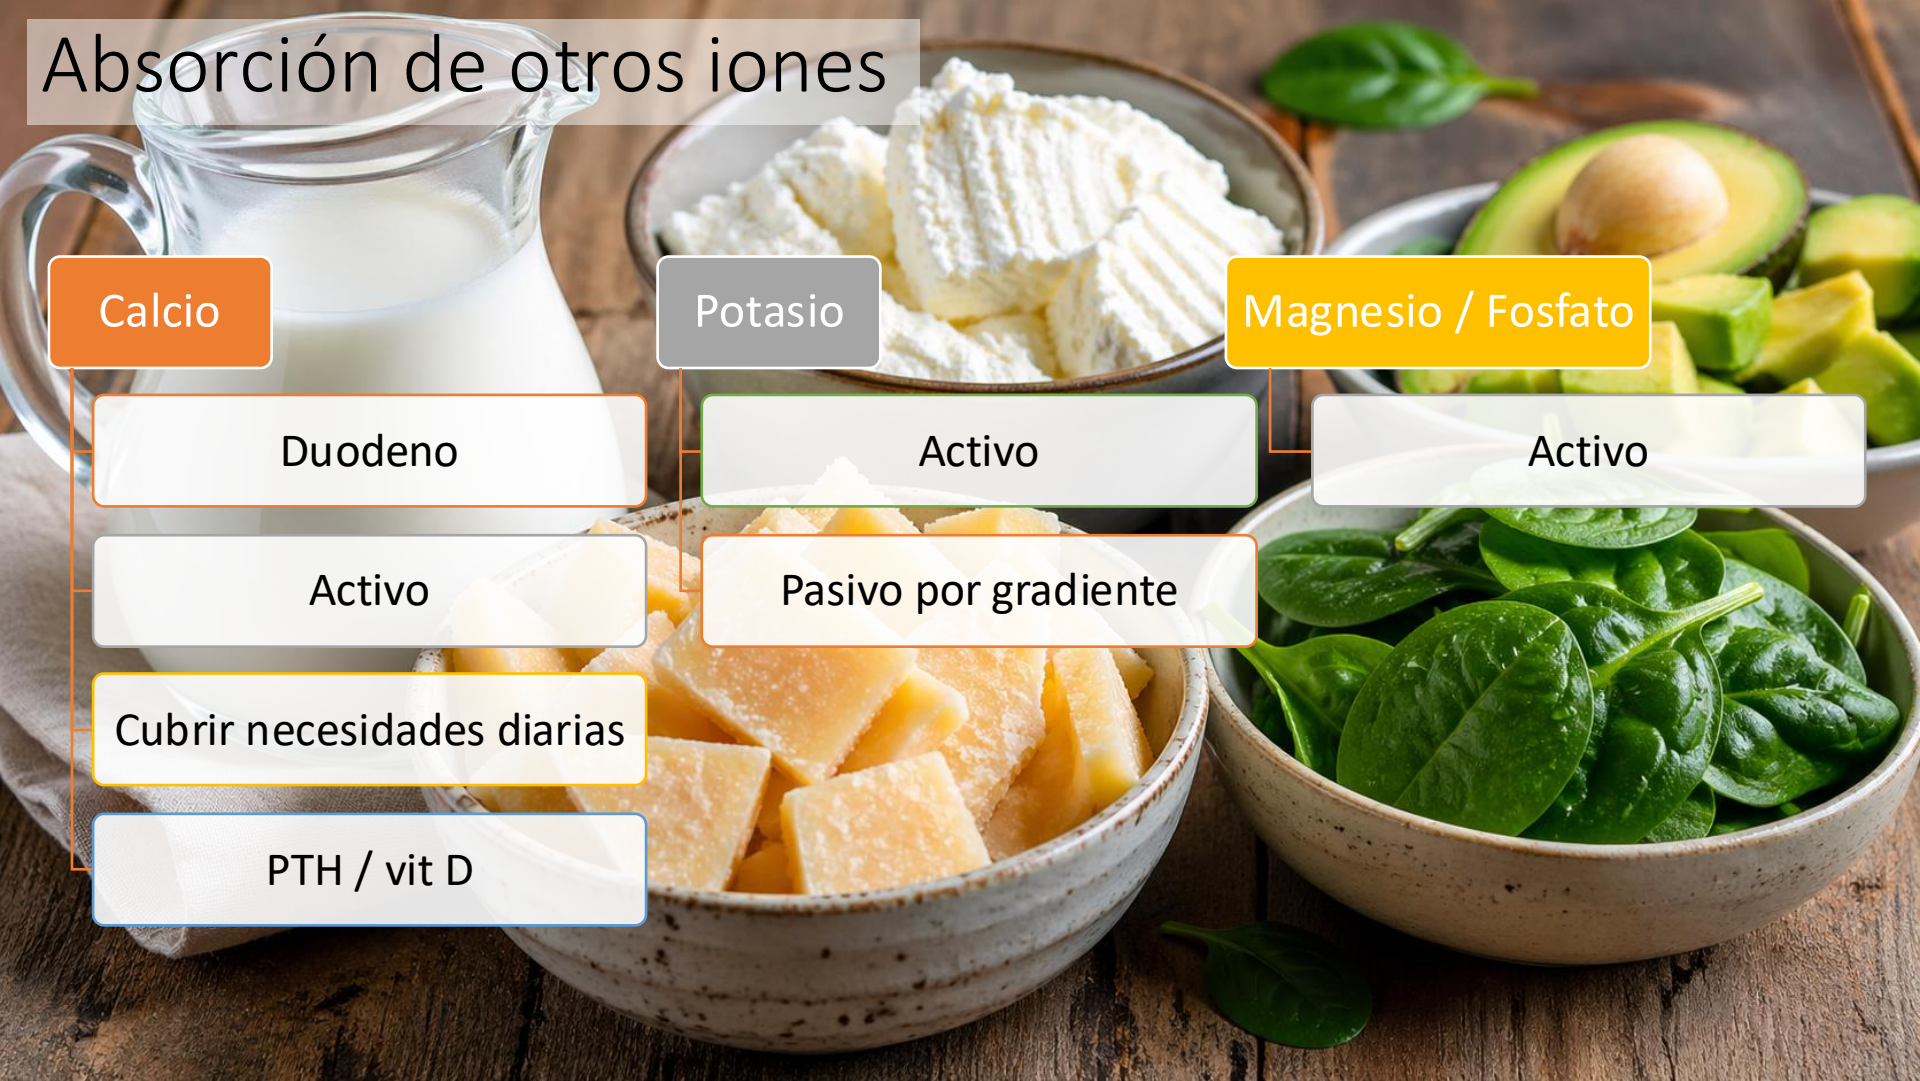 Absorción de otros iones
Calcio
Duodeno
Activo
Cubrir necesidades diarias
PTH / vit D
Potasio
Activo
Pasivo por gradiente
Magnesio / Fosfato
Activo